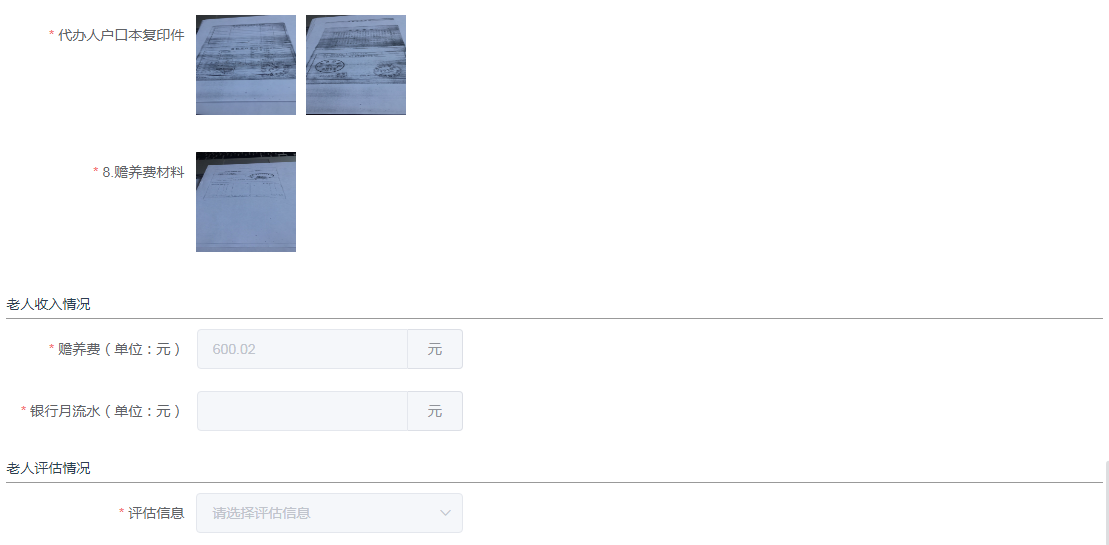 * 代办人户口本复印件
* 8.赡养费材料
老人收入情况
* 赡养费（单位：元） 600.02 元
* 银行月流水（单位：元） 元
老人评估情况
* 评估信息 请选择评估信息